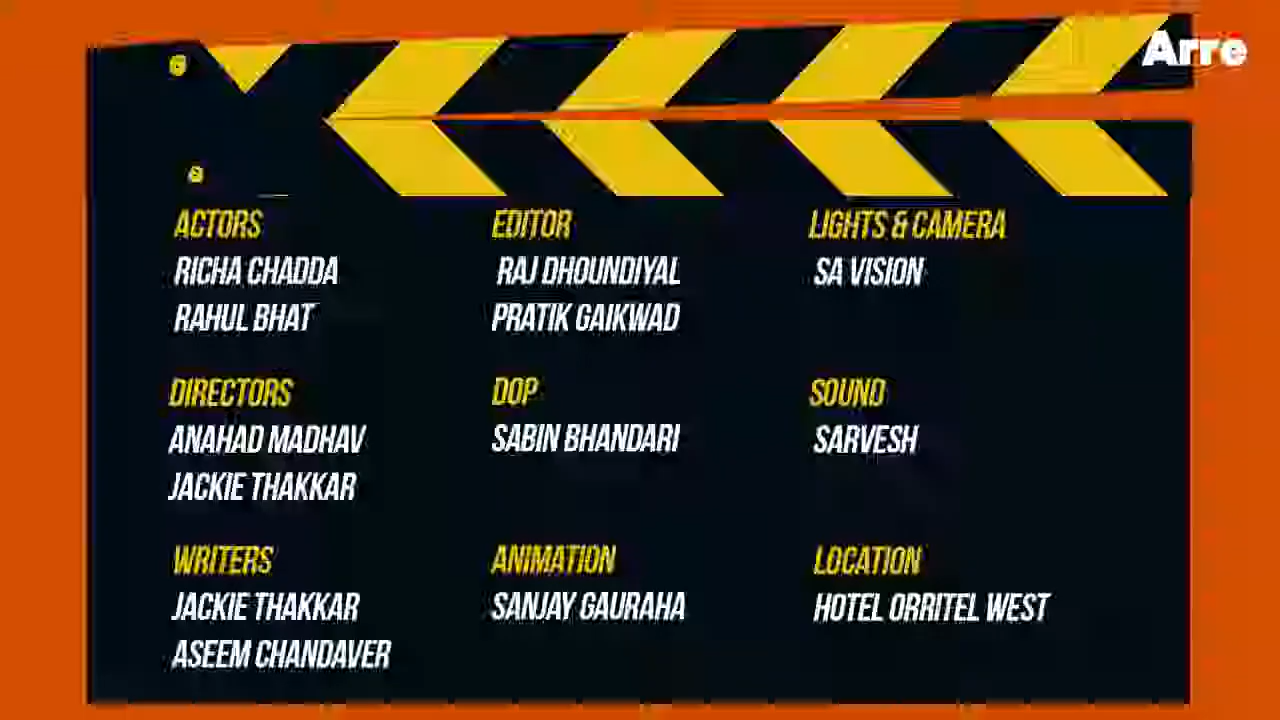 Arre
ACTORS
RICHA CHADDA
RAHUL BHAT
DIRECTORS
ANAHAD MADHAV
JACKIE THAKKAR
WRITERS
JACKIE THAKKAR
ASEEM CHANDAVER
EDITOR
RAJ DHOUNDIYAL
PRATIK GAIKWAD
DOP
SABIN BHANDARI
ANIMATION
SANJAY GAURAHA
LIGHTS & CAMERA
SA VISION
SOUND
SARVESH
LOCATION
HOTEL ORRITEL WEST